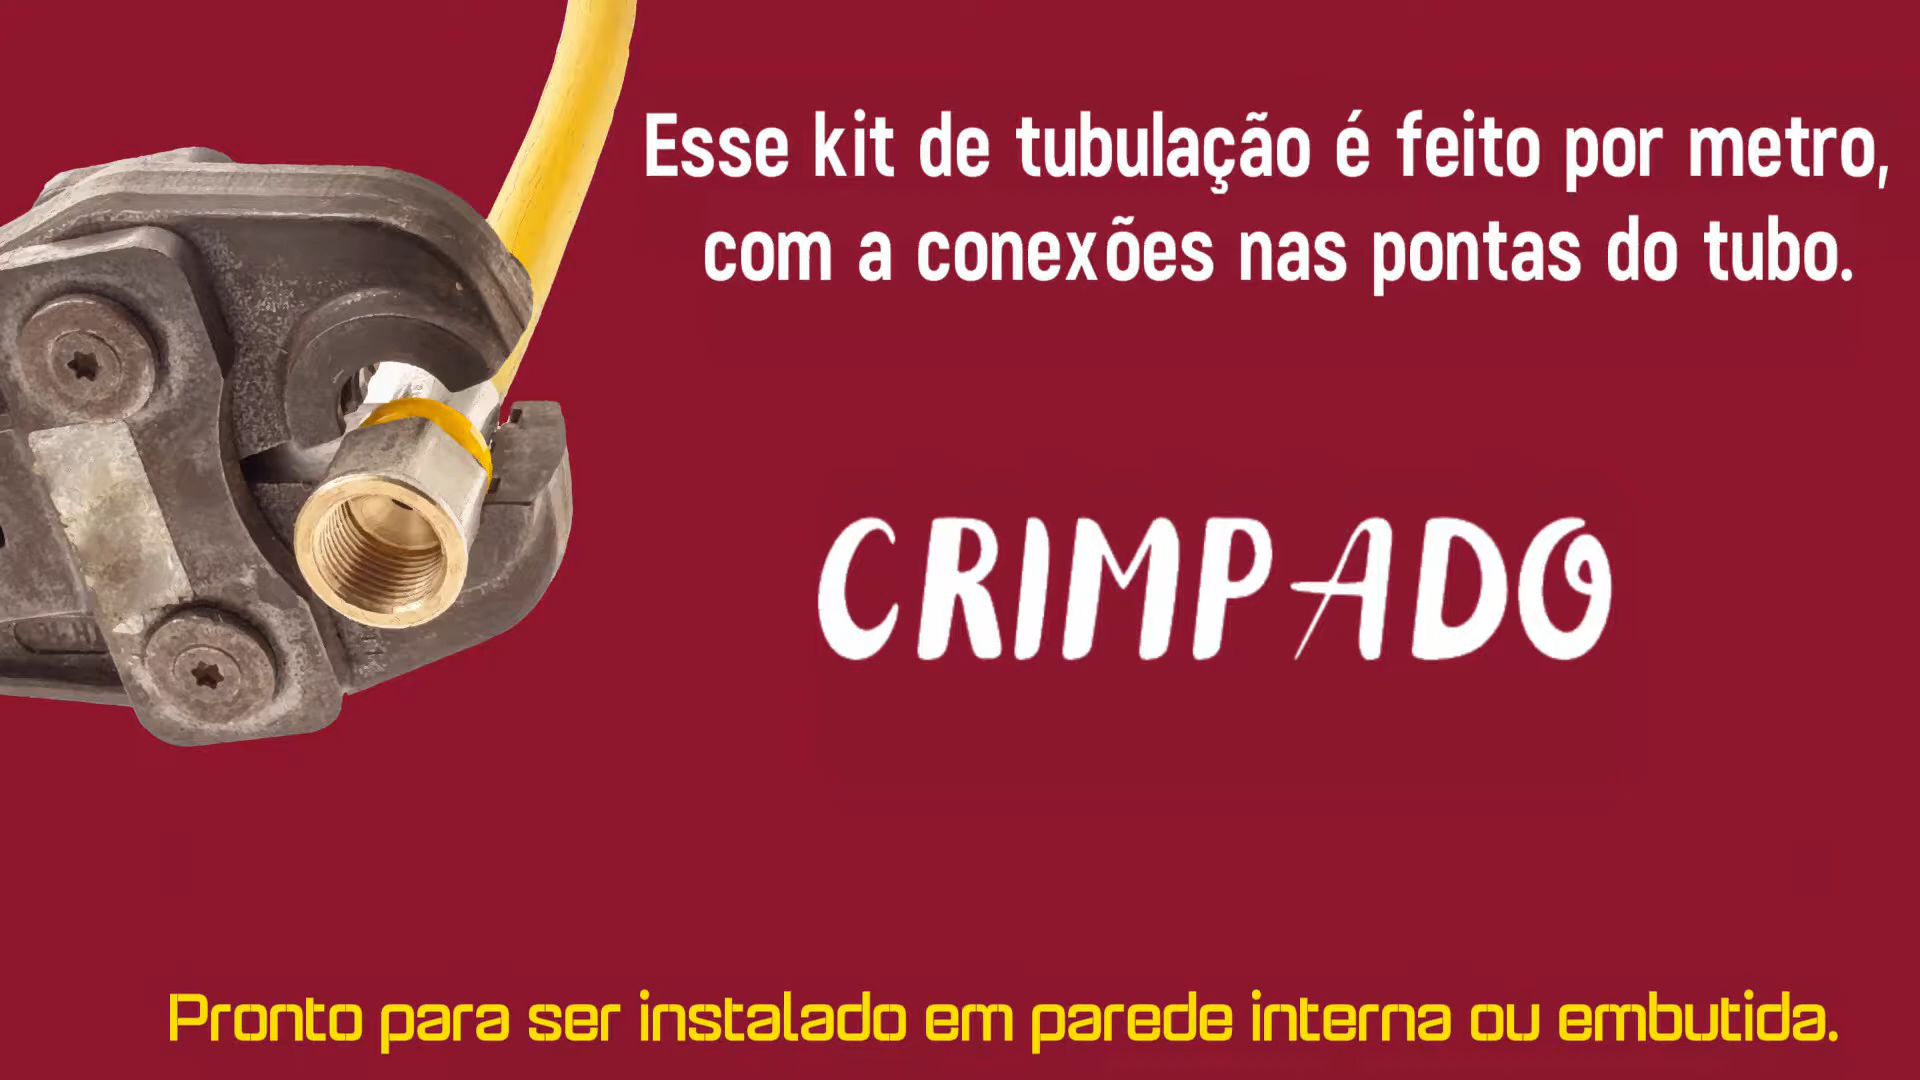 Esse kit de tubulação é feito por metro,
com a conexões nas pontas do tubo.
CRIMPADO
Pronto para ser instalado em parede interna ou embutida.